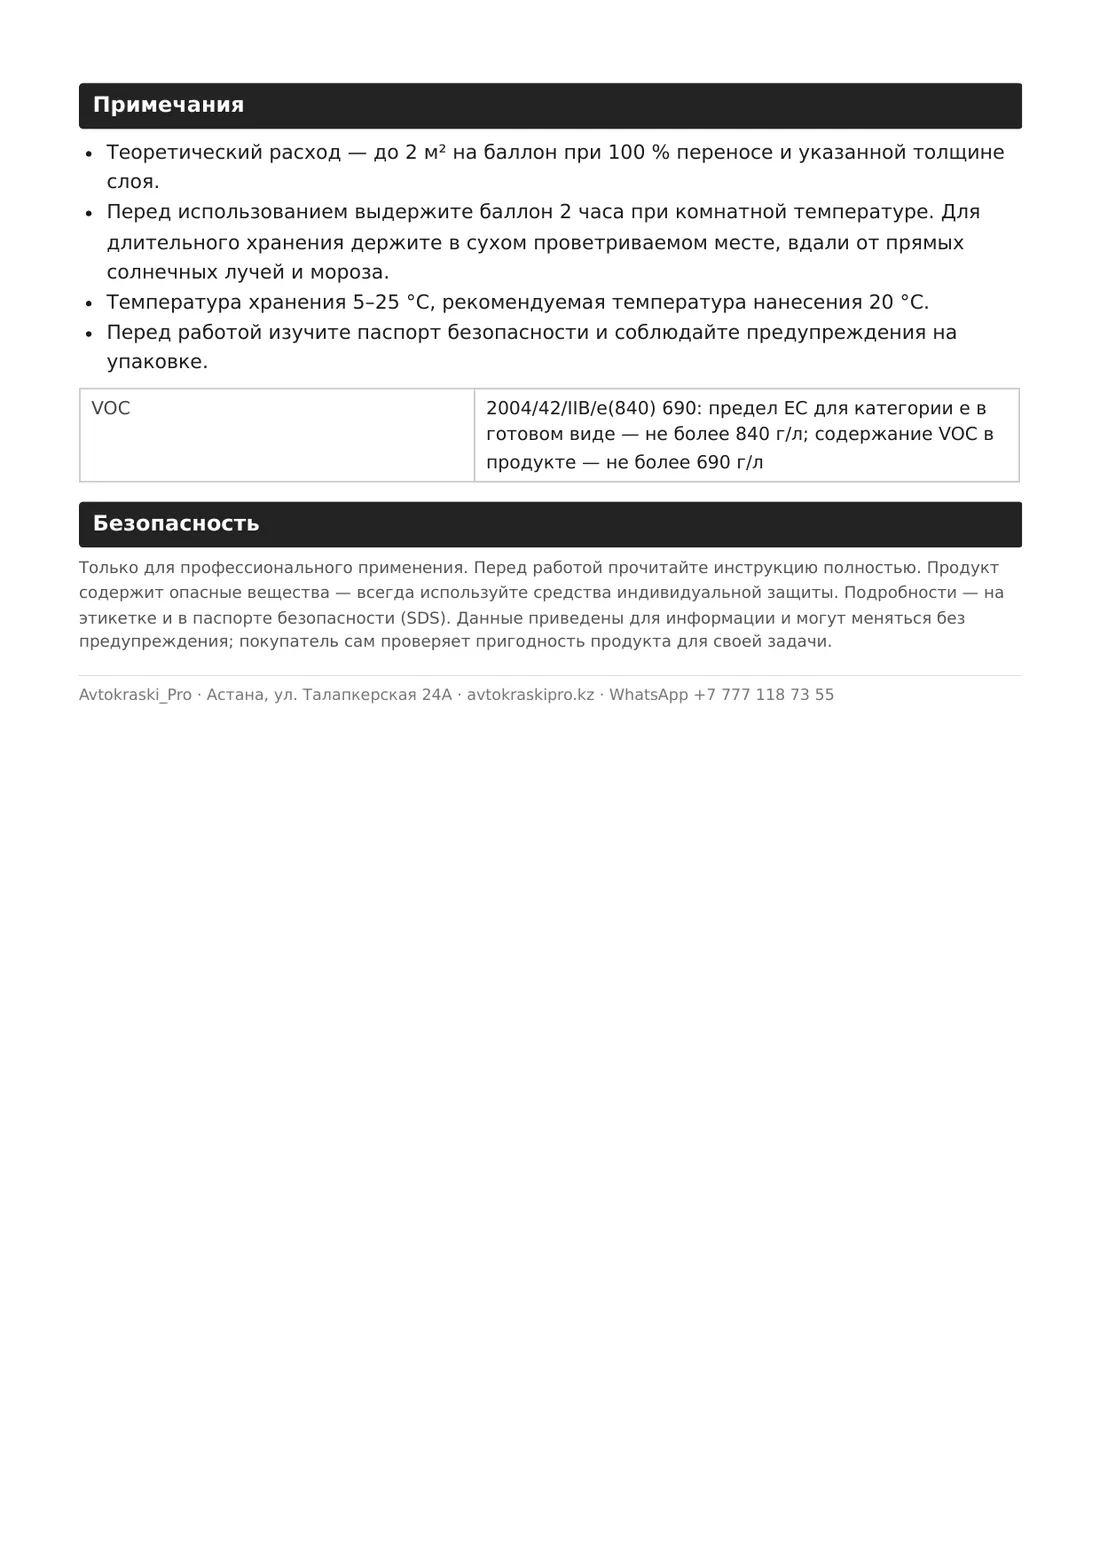 Примечания
• Теоретический расход — до 2 м² на баллон при 100 % переносе и указанной толщине
слоя.
• Перед использованием выдержите баллон 2 часа при комнатной температуре. Для
длительного хранения держите в сухом проветриваемом месте, вдали от прямых
солнечных лучей и мороза.
• Температура хранения 5–25 °C, рекомендуемая температура нанесения 20 °C.
• Перед работой изучите паспорт безопасности и соблюдайте предупреждения на
упаковке.
VOC
2004/42/IIB/e(840) 690: предел ЕС для категории e в
готовом виде — не более 840 г/л; содержание VOC в
продукте — не более 690 г/л
Безопасность
Только для профессионального применения. Перед работой прочитайте инструкцию полностью. Продукт
содержит опасные вещества — всегда используйте средства индивидуальной защиты. Подробности — на
этикетке и в паспорте безопасности (SDS). Данные приведены для информации и могут меняться без
предупреждения; покупатель сам проверяет пригодность продукта для своей задачи.
Avtokraski_Pro · Астана, ул. Талапкерская 24А · avtokraskipro.kz · WhatsApp +7 777 118 73 55